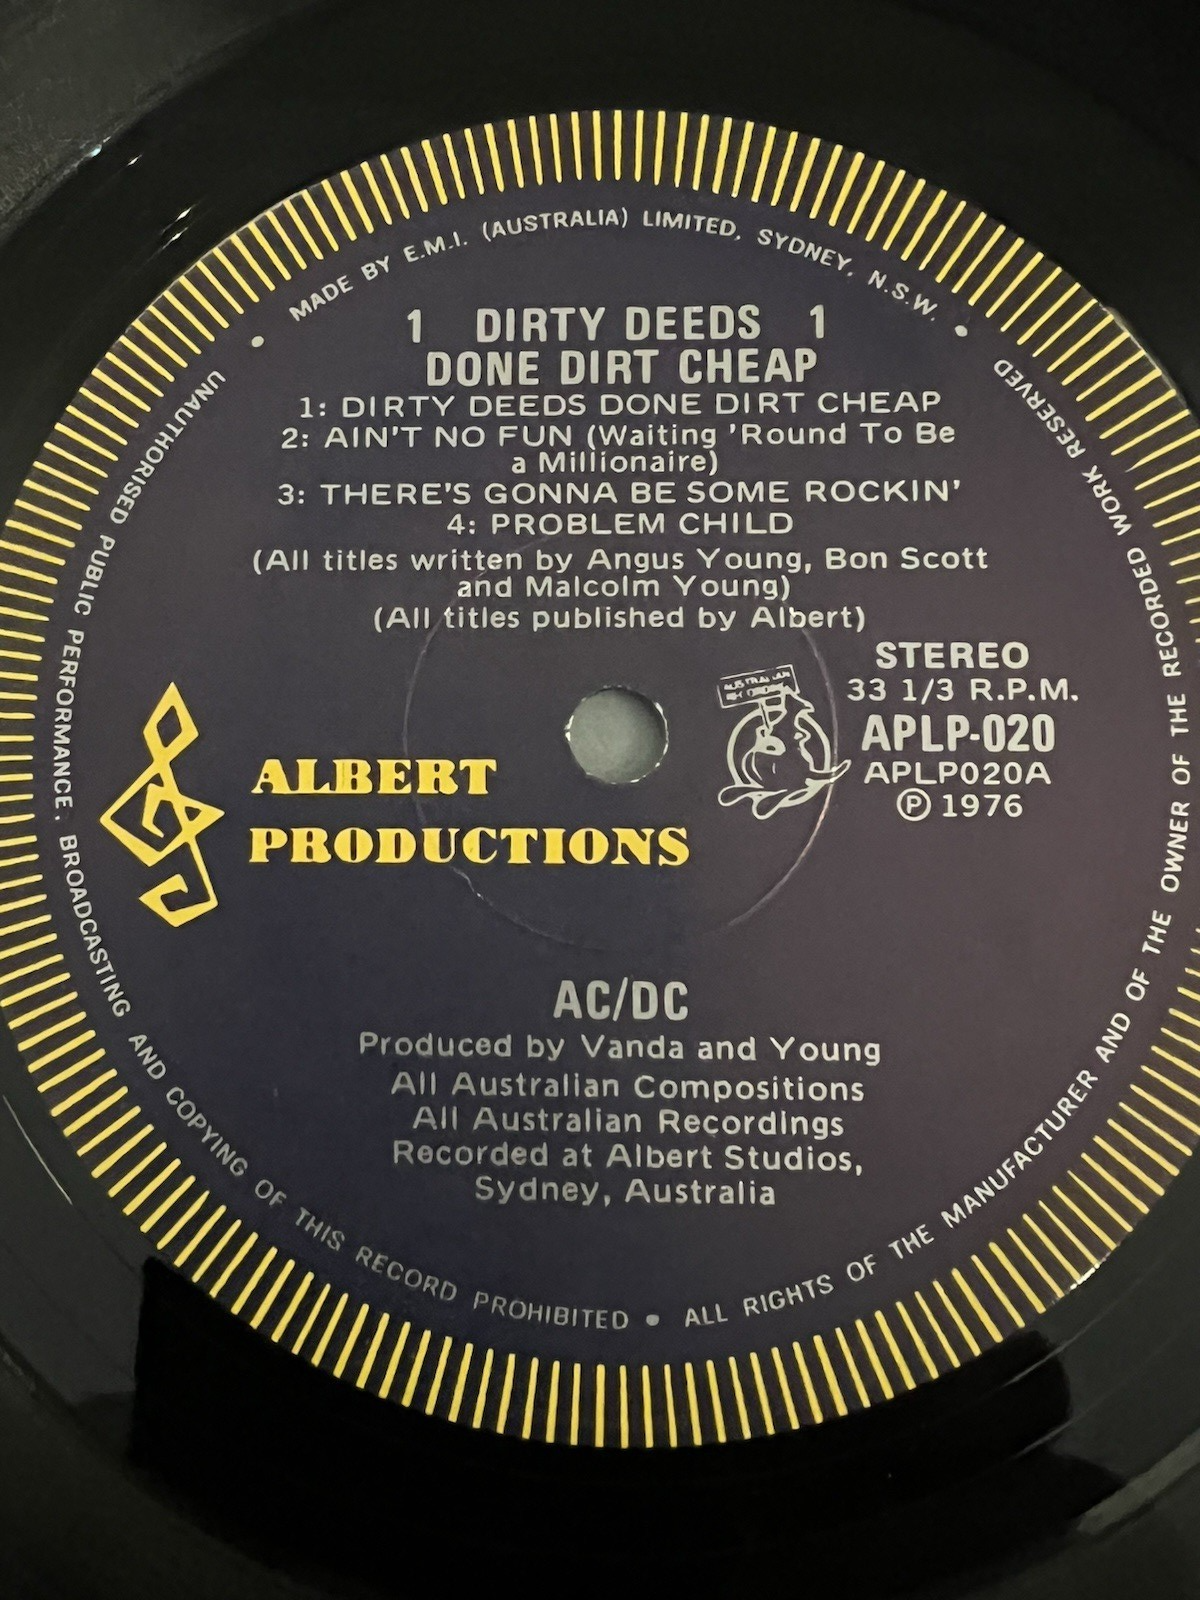 MADE BY E.M.I. (AUSTRALIA) LIMITED, SYDNEY, N.S.W.
1 DIRTY DEEDS 1
DONE DIRT CHEAP
1: DIRTY DEEDS DONE DIRT CHEAP
2: AIN'T NO FUN (Waiting 'Round To Be
a Millionaire)
3: THERE'S GONNA BE SOME ROCKIN'
4: PROBLEM CHILD
(All titles written by Angus Young, Bon Scott
and Malcolm Young)
(All titles published by Albert)
STEREO
33 1/3 R.P.M.
APLP-020
APLP020A
℗ 1976
ALBERT
PRODUCTIONS
AC/DC
Produced by Vanda and Young
All Australian Compositions
All Australian Recordings
Recorded at Albert Studios,
Sydney, Australia
UNAUTHORISED PUBLIC PERFORMANCE, BROADCASTING AND COPYING OF THIS RECORD PROHIBITED • ALL RIGHTS OF THE MANUFACTURER AND OF THE OWNER OF THE RECORDED WORK RESERVED